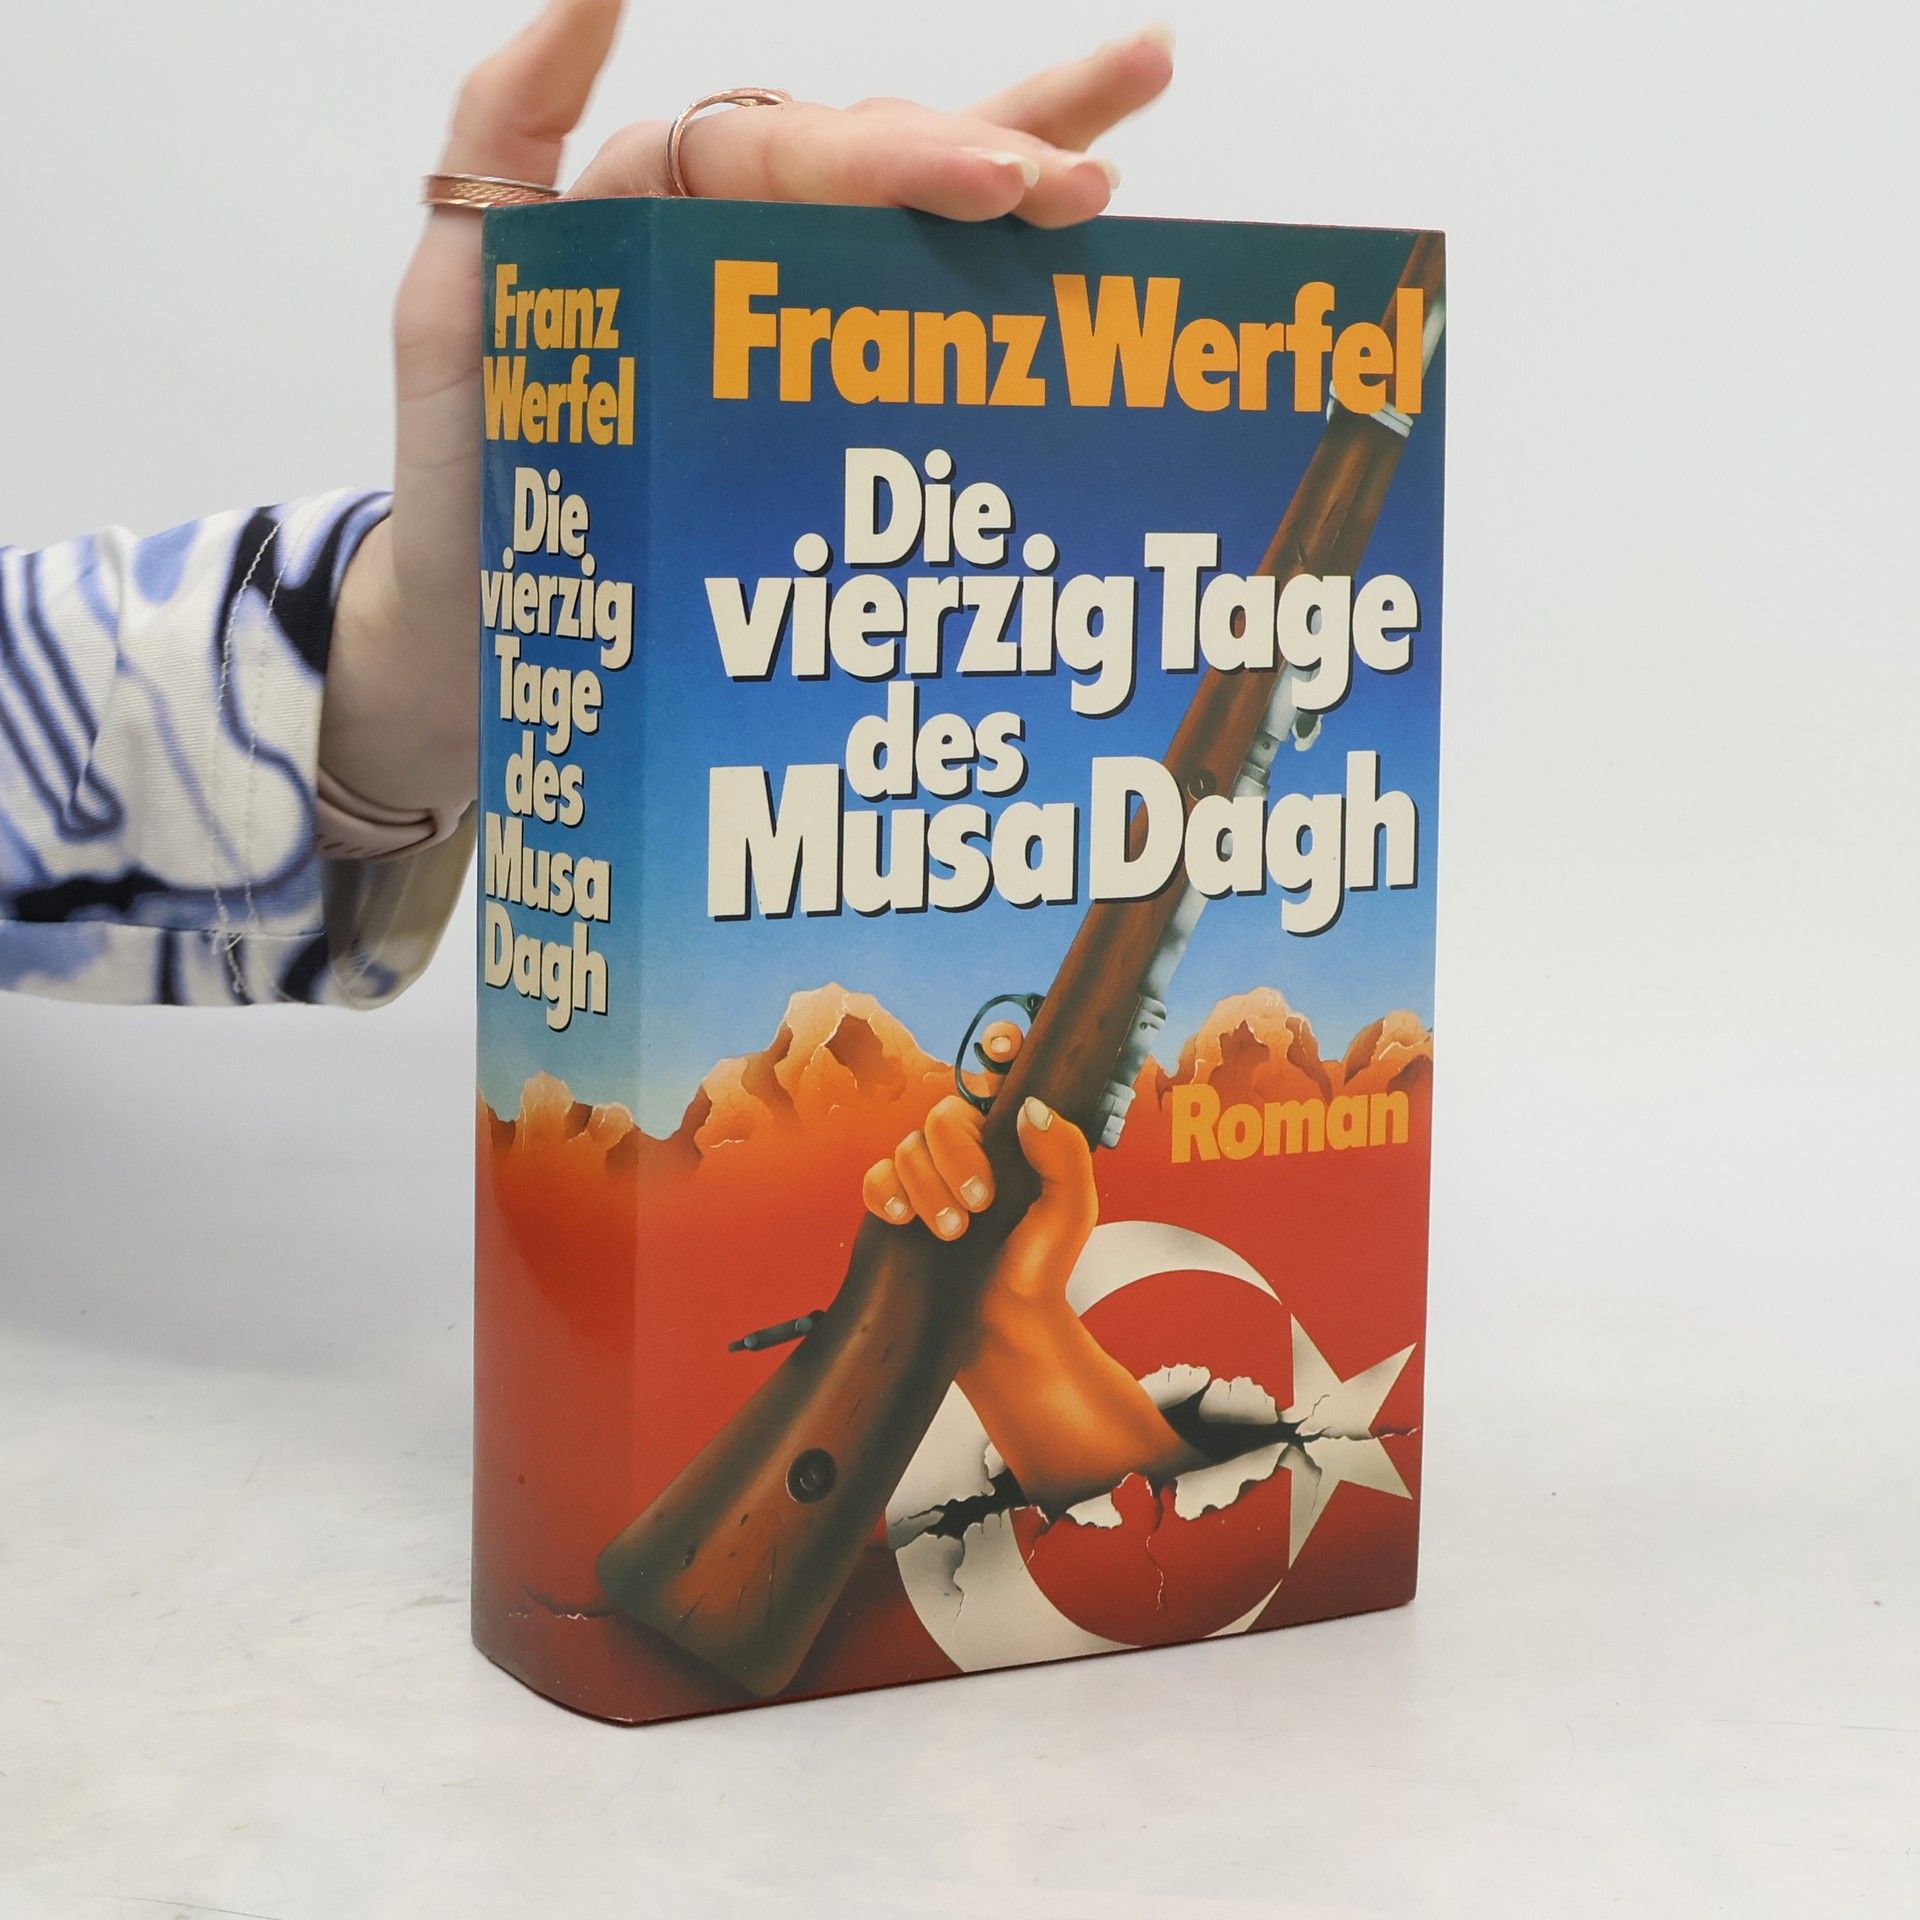 Franz
Werfel
Die
vierzig
Tage
des
Musa
Dagh
Franz Werfel
Die
vierzig Tage
des
Musa Dagh
Roman